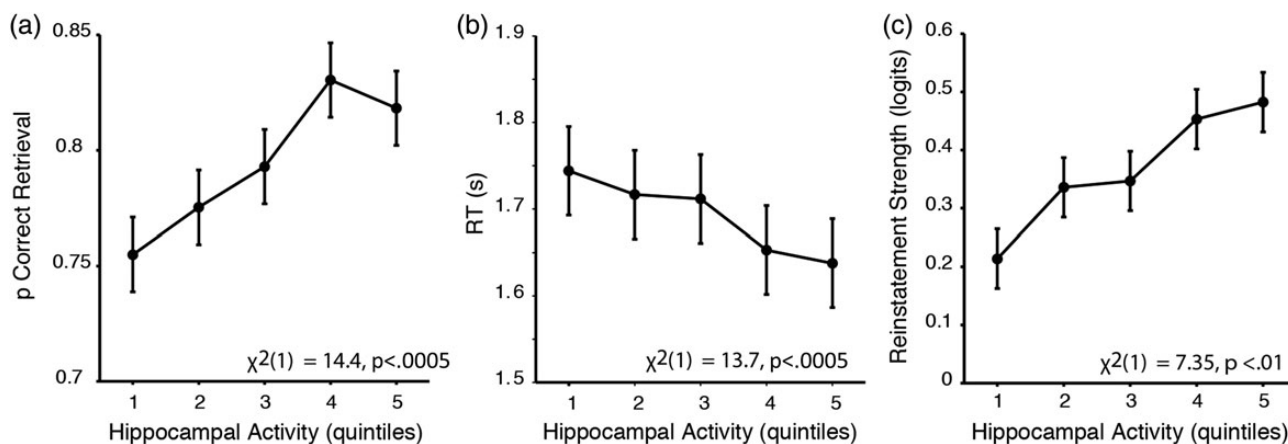 (a)
p Correct Retrieval
0.85
0.8
0.75
0.7
1 2 3 4 5
Hippocampal Activity (quintiles)
χ2(1) = 14.4, p<.0005
(b)
RT (s)
1.9
1.8
1.7
1.6
1.5
1 2 3 4 5
Hippocampal Activity (quintiles)
χ2(1) = 13.7, p<.0005
(c)
Reinstatement Strength (logits)
0.6
0.5
0.4
0.3
0.2
0.1
0
1 2 3 4 5
Hippocampal Activity (quintiles)
χ2(1) = 7.35, p <.01